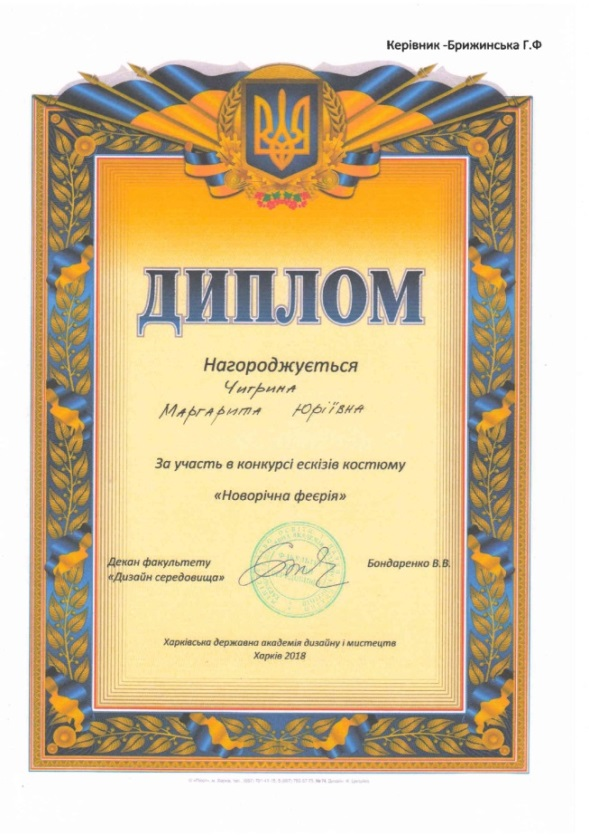 Керівник -Брижинська Г.Ф
ДИПЛОМ
Нагороджується
Чигрина
Маргарита Юріївна
За участь в конкурсі ескізів костюму
«Новорічна феєрія»
Декан факультету
«Дизайн середовища»
Бондаренко В.В.
Харківська державна академія дизайну і мистецтв
Харків 2018